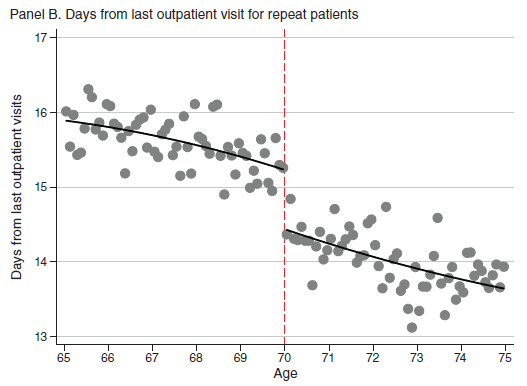 Panel B. Days from last outpatient visit for repeat patients
Days from last outpatient visits
17
16
15
14
13
65 66 67 68 69 70 71 72 73 74 75
Age